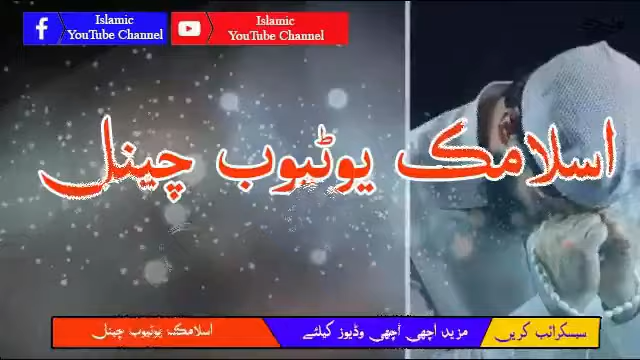 Islamic
YouTube Channel
Islamic
YouTube Channel
اسلامک یوٹیوب چینل
سبسکرائب کریں
مزید اچھی اچھی وڈیوز کیلئے
اسلامک یوٹیوب چینل